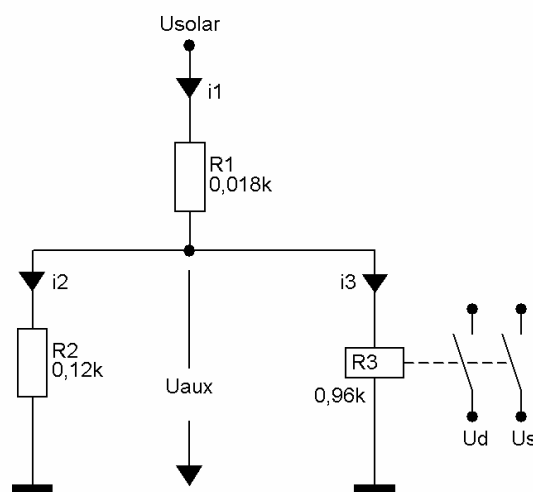 Usolar
i1
R1
0,018k
i2
i3
R2
0,12k
Uaux
R3
0,96k
Ud
Us